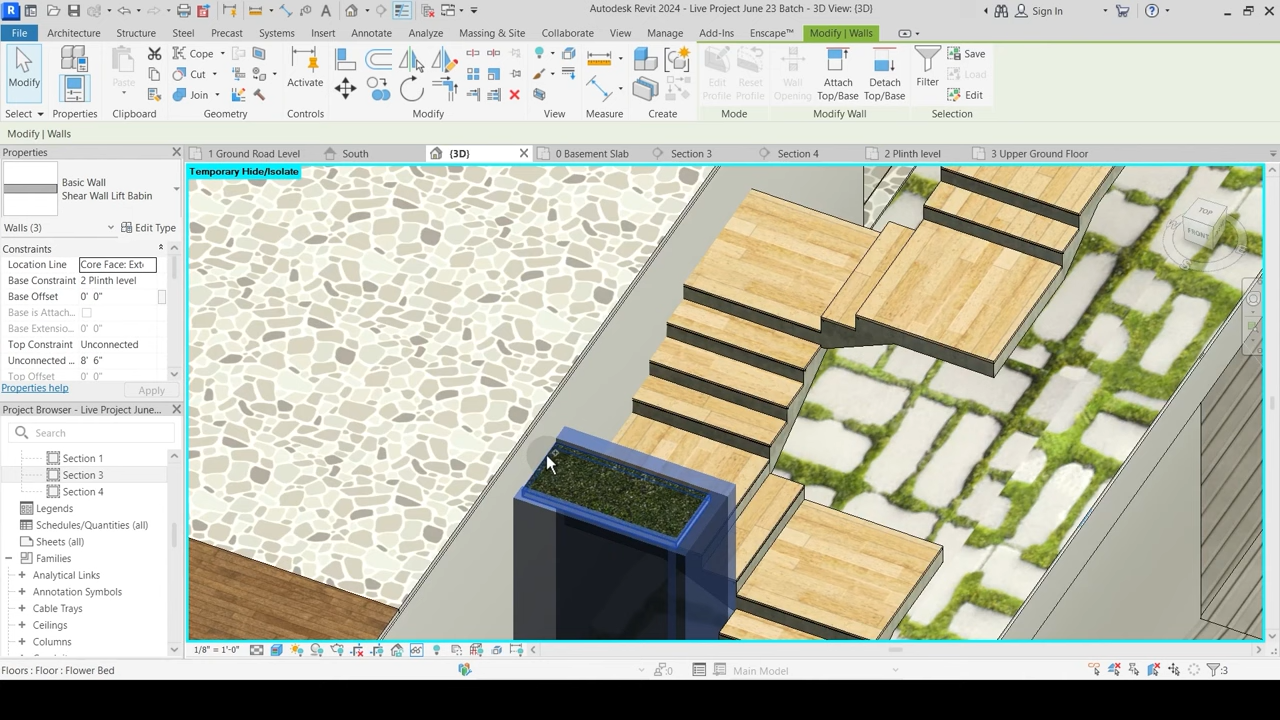 Autodesk Revit 2024 - Live Project June 23 Batch - 3D View: {3D}
Sign In
File Architecture Structure Steel Precast Systems Insert Annotate Analyze Massing & Site Collaborate View Manage Add-Ins Enscape™ Modify | Walls
Modify
Paste
Cope
Cut
Join
Activate
Edit Profile
Reset Profile
Wall Opening
Attach Top/Base
Detach Top/Base
Filter
Save
Load
Edit
Select Properties Clipboard Geometry Controls Modify View Measure Create Mode Modify Wall Selection
Modify | Walls
Properties
1 Ground Road Level South {3D} 0 Basement Slab Section 3 Section 4 2 Plinth level 3 Upper Ground Floor
Temporary Hide/Isolate
Basic Wall
Shear Wall Lift Babin
Walls (3) Edit Type
Constraints
Location Line Core Face: Ext
Base Constraint 2 Plinth level
Base Offset 0' 0"
Base is Attach...
Base Extensio... 0' 0"
Top Constraint Unconnected
Unconnected ... 8' 6"
Top Offset 0' 0"
Properties help Apply
Project Browser - Live Project June...
Search
Section 1
Section 3
Section 4
Legends
Schedules/Quantities (all)
Sheets (all)
Families
Analytical Links
Annotation Symbols
Cable Trays
Ceilings
Columns
TOP
FRONT
1/8" = 1'-0"
Floors : Floor : Flower Bed
:0
Main Model
:3